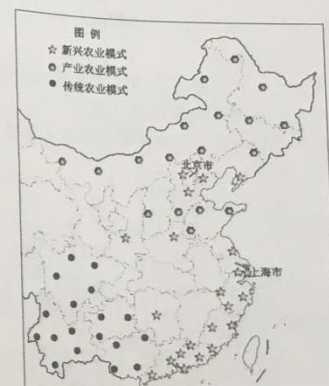 图 例
☆ 新兴农业模式
产业农业模式
● 传统农业模式
北京市
上海市